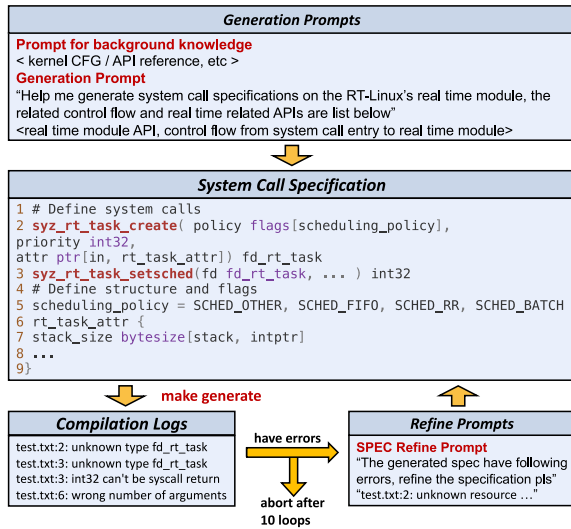 Generation Prompts
Prompt for background knowledge
< kernel CFG / API reference, etc >
Generation Prompt
“Help me generate system call specifications on the RT-Linux’s real time module, the
related control flow and real time related APIs are list below”
<real time module API, control flow from system call entry to real time module>
System Call Specification
1 # Define system calls
2 syz_rt_task_create( policy flags[scheduling_policy],
priority int32,
attr ptr[in, rt_task_attr]) fd_rt_task
3 syz_rt_task_setsched(fd fd_rt_task, ... ) int32
4 # Define structure and flags
5 scheduling_policy = SCHED_OTHER, SCHED_FIFO, SCHED_RR, SCHED_BATCH
6 rt_task_attr {
7 stack_size bytesize[stack, intptr]
8 ...
9}
make generate
Compilation Logs
test.txt:2: unknown type fd_rt_task
test.txt:3: unknown type fd_rt_task
test.txt:3: int32 can't be syscall return
test.txt:6: wrong number of arguments
have errors
abort after
10 loops
Refine Prompts
SPEC Refine Prompt
“The generated spec have following
errors, refine the specification pls”
“test.txt:2: unknown resource …”